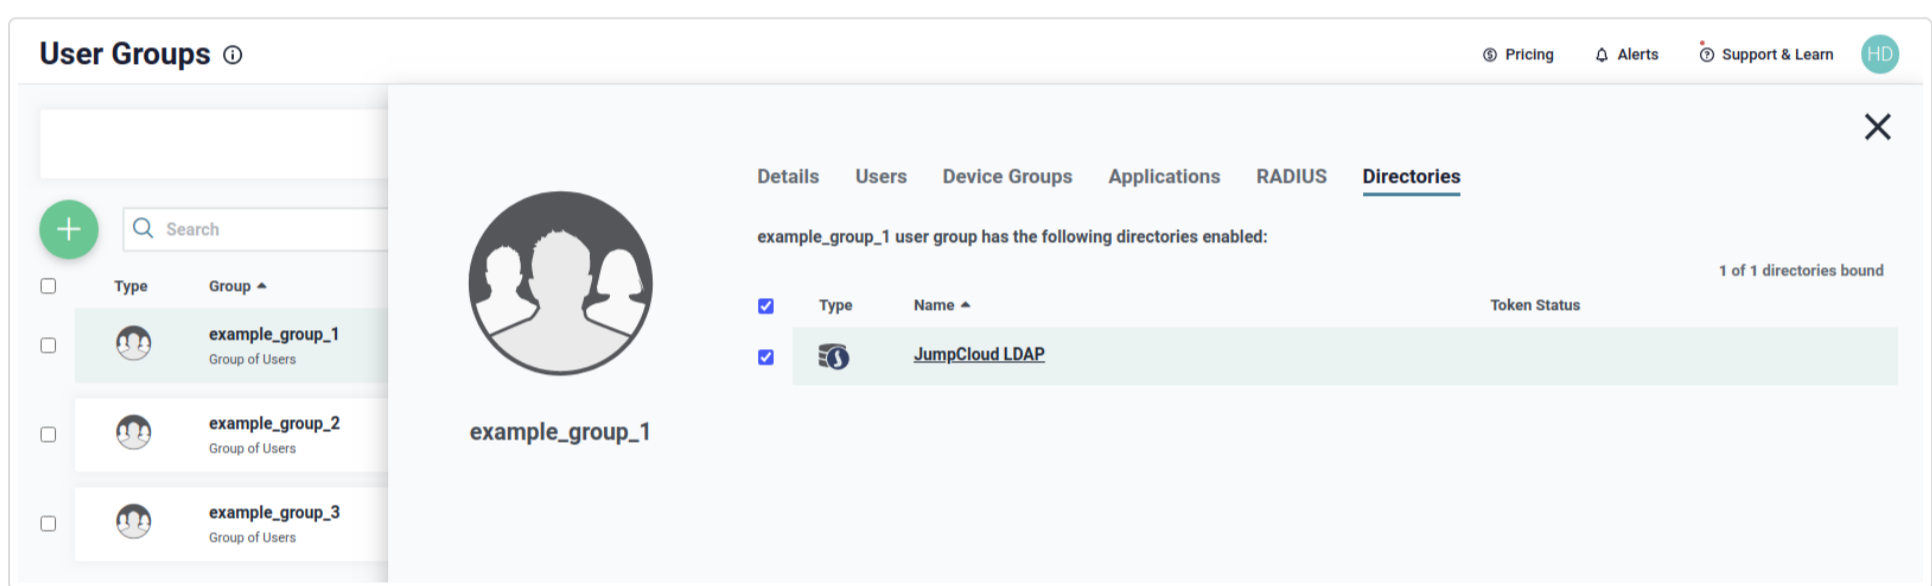 User Groups
Pricing
Alerts
Support & Learn
HD
Search
Type Group
example_group_1
Group of Users
example_group_2
Group of Users
example_group_3
Group of Users
example_group_1
Details Users Device Groups Applications RADIUS Directories
example_group_1 user group has the following directories enabled:
1 of 1 directories bound
Type Name Token Status
JumpCloud LDAP